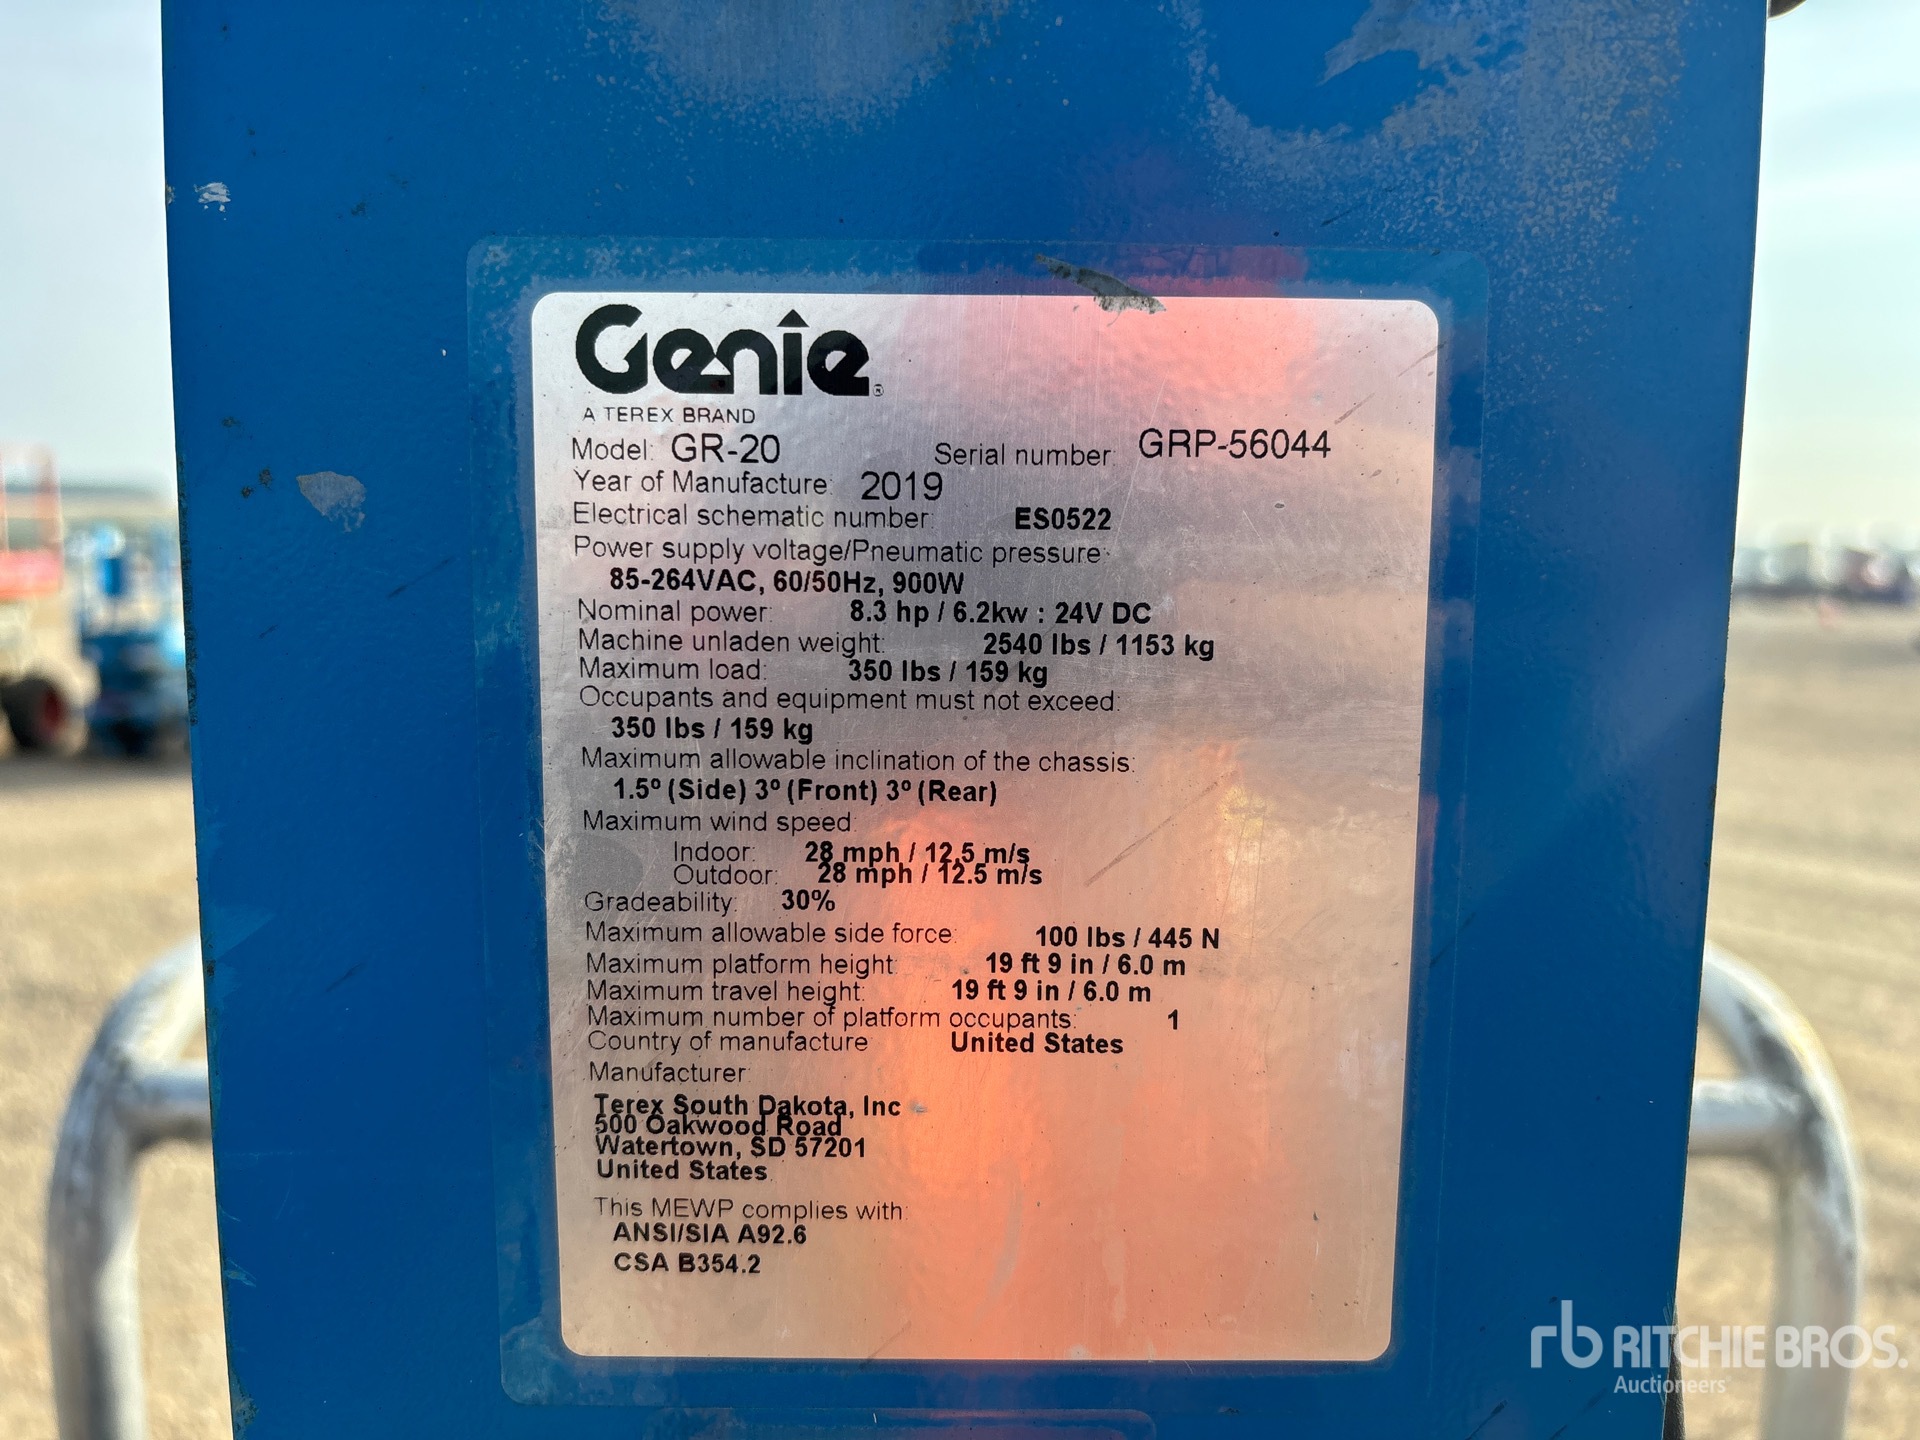 Genie®
A TEREX BRAND
Model: GR-20 Serial number: GRP-56044
Year of Manufacture: 2019
Electrical schematic number: ES0522
Power supply voltage/Pneumatic pressure:
85-264VAC, 60/50Hz, 900W
Nominal power: 8.3 hp / 6.2kw : 24V DC
Machine unladen weight: 2540 lbs / 1153 kg
Maximum load: 350 lbs / 159 kg
Occupants and equipment must not exceed:
350 lbs / 159 kg
Maximum allowable inclination of the chassis:
1.5º (Side) 3º (Front) 3º (Rear)
Maximum wind speed:
Indoor: 28 mph / 12.5 m/s
Outdoor: 28 mph / 12.5 m/s
Gradeability: 30%
Maximum allowable side force: 100 lbs / 445 N
Maximum platform height: 19 ft 9 in / 6.0 m
Maximum travel height: 19 ft 9 in / 6.0 m
Maximum number of platform occupants: 1
Country of manufacture: United States
Manufacturer:
Terex South Dakota, Inc
500 Oakwood Road
Watertown, SD 57201
United States
This MEWP complies with:
ANSI/SIA A92.6
CSA B354.2
rb RITCHIE BROS.
Auctioneers